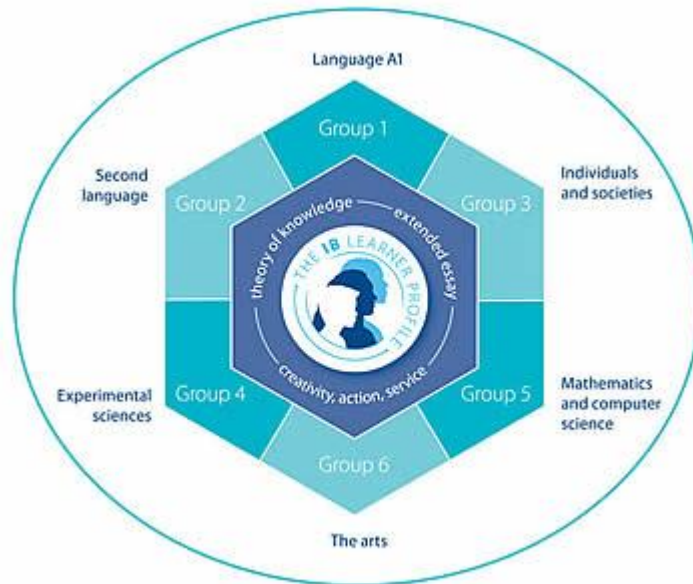 Language A1
Group 1
Second
language
Group 2
Group 3
Individuals
and societies
theory of knowledge
extended essay
THE IB LEARNER PROFILE
creativity, action, service
Experimental
sciences
Group 4
Group 5
Mathematics
and computer
science
Group 6
The arts